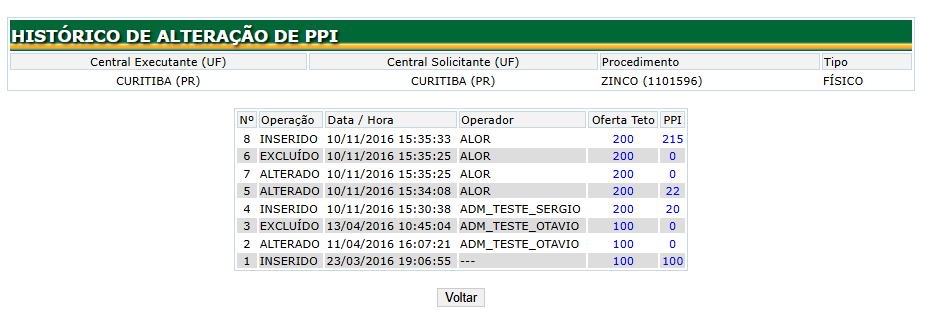 HISTÓRICO DE ALTERAÇÃO DE PPI
Central Executante (UF) Central Solicitante (UF) Procedimento Tipo
CURITIBA (PR) CURITIBA (PR) ZINCO (1101596) FÍSICO
Nº Operação Data / Hora Operador Oferta Teto PPI
8 INSERIDO 10/11/2016 15:35:33 ALOR 200 215
6 EXCLUÍDO 10/11/2016 15:35:25 ALOR 200 0
7 ALTERADO 10/11/2016 15:35:25 ALOR 200 0
5 ALTERADO 10/11/2016 15:34:08 ALOR 200 22
4 INSERIDO 10/11/2016 15:30:38 ADM_TESTE_SERGIO 200 20
3 EXCLUÍDO 13/04/2016 10:45:04 ADM_TESTE_OTAVIO 100 0
2 ALTERADO 11/04/2016 16:07:21 ADM_TESTE_OTAVIO 100 0
1 INSERIDO 23/03/2016 19:06:55 --- 100 100
Voltar